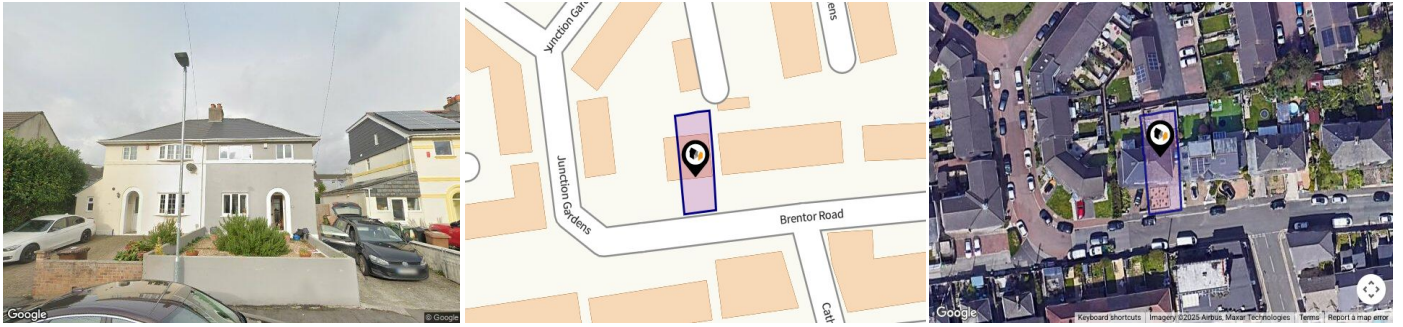 Google
© Google
Junction Gar
Gardens
Junction Gardens
Brentor Road
Cath
Google
Keyboard shortcuts
Imagery ©2025 Airbus, Maxar Technologies
Terms
Report a map error